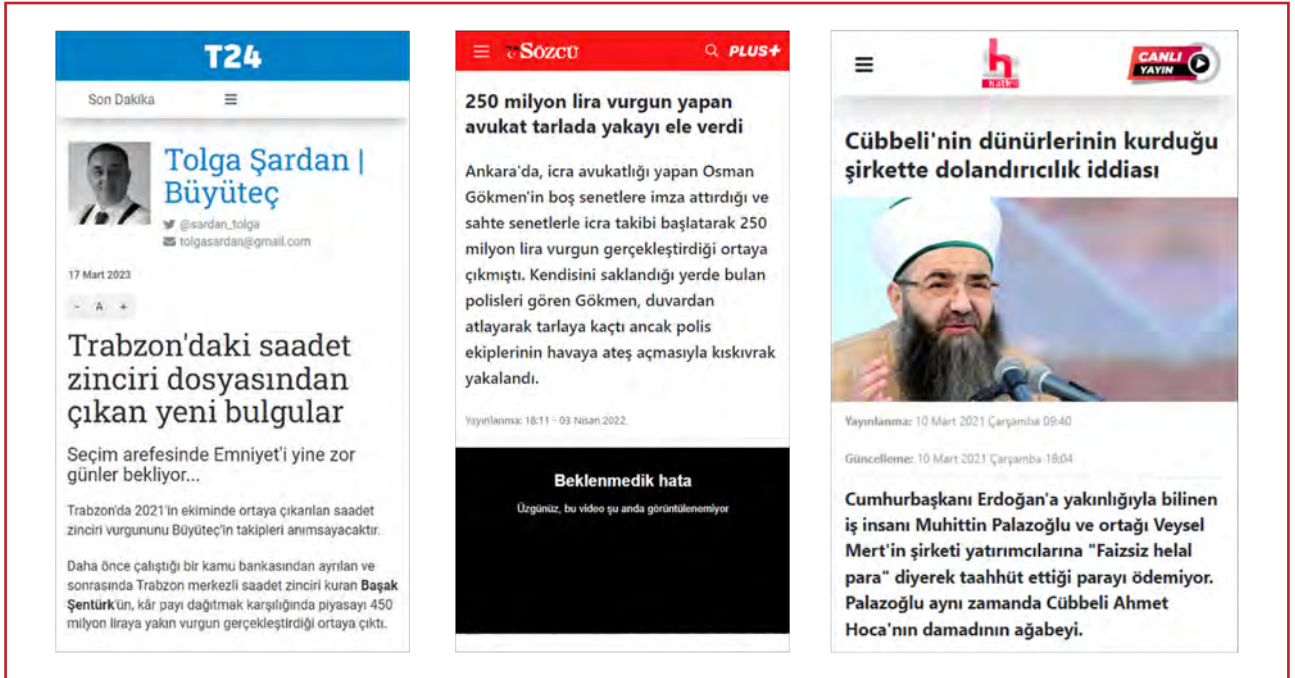 T24
Son Dakika
Tolga Şardan |
Büyüteç
@sardan_tolga
tolgasardan@gmail.com
17 Mart 2023
- A +
Trabzon'daki saadet
zinciri dosyasından
çıkan yeni bulgular
Seçim arefesinde Emniyet'i yine zor
günler bekliyor...
Trabzon'da 2021'in ekiminde ortaya çıkarılan saadet
zinciri vurgununu Büyüteç'in takipleri anımsayacaktır.
Daha önce çalıştığı bir kamu bankasından ayrılan ve
sonrasında Trabzon merkezli saadet zinciri kuran Başak
Şentürk'ün, kâr payı dağıtmak karşılığında piyasayı 450
milyon liraya yakın vurgun gerçekleştirdiği ortaya çıktı.
Sözcü PLUS+
250 milyon lira vurgun yapan
avukat tarlada yakayı ele verdi
Ankara'da, icra avukatlığı yapan Osman
Gökmen'in boş senetlere imza attırdığı ve
sahte senetlerle icra takibi başlatarak 250
milyon lira vurgun gerçekleştirdiği ortaya
çıkmıştı. Kendisini saklandığı yerde bulan
polisleri gören Gökmen, duvardan
atlayarak tarlaya kaçtı ancak polis
ekiplerinin havaya ateş açmasıyla kıskıvrak
yakalandı.
Yayınlanma: 18:11 - 03 Nisan 2022
Beklenmedik hata
Üzgünüz, bu video şu anda görüntülenemiyor
h
halk
CANLI
YAYIN
Cübbeli'nin dünürlerinin kurduğu
şirkette dolandırıcılık iddiası
Yayınlanma: 10 Mart 2021 Çarşamba 09:40
Güncelleme: 10 Mart 2021 Çarşamba 18:04
Cumhurbaşkanı Erdoğan'a yakınlığıyla bilinen
iş insanı Muhittin Palazoğlu ve ortağı Veysel
Mert'in şirketi yatırımcılarına "Faizsiz helal
para" diyerek taahhüt ettiği parayı ödemiyor.
Palazoğlu aynı zamanda Cübbeli Ahmet
Hoca'nın damadının ağabeyi.